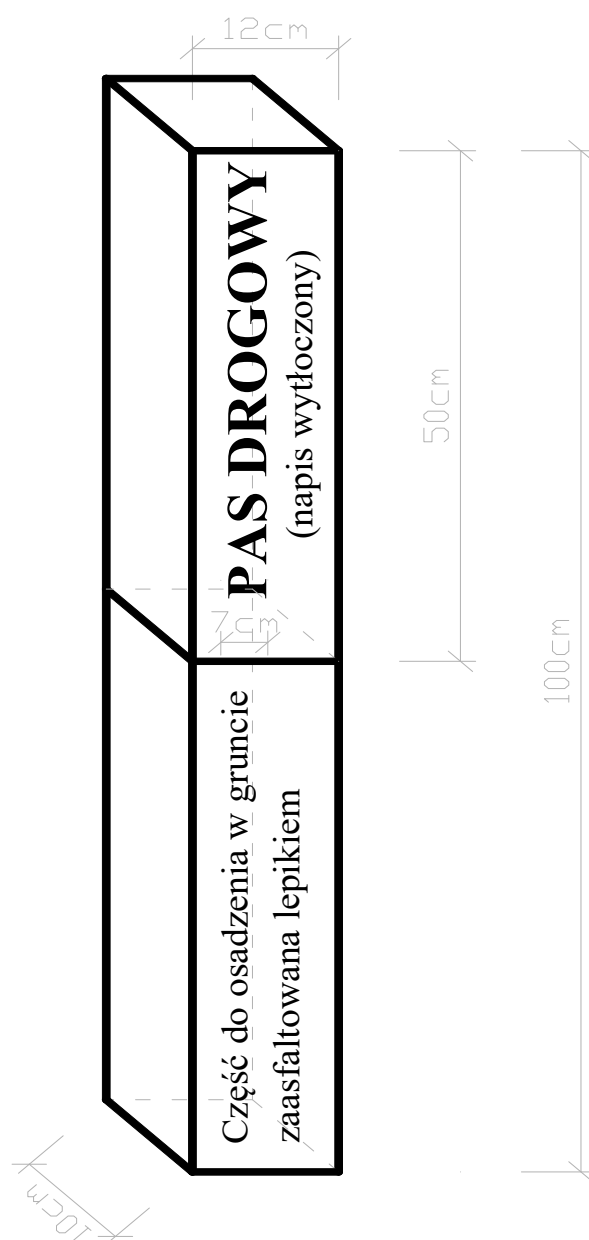 12cm
PAS DROGOWY
(napis wytłoczony)
50cm
7cm
100cm
Część do osadzenia w gruncie
zaasfaltowana lepikiem
10cm